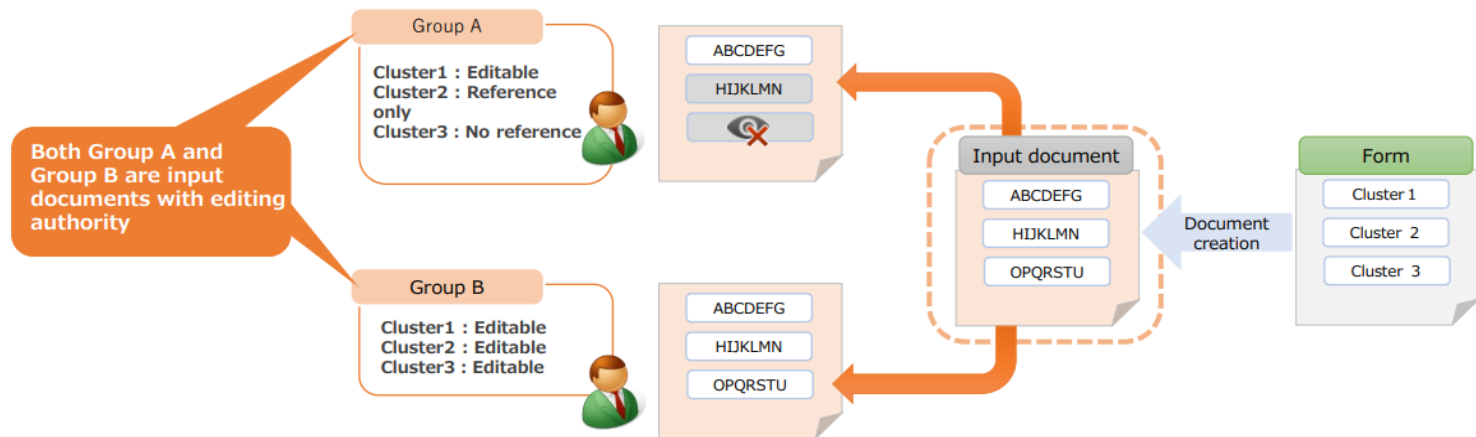 Group A
Cluster1 : Editable
Cluster2 : Reference
only
Cluster3 : No reference
ABCDEFG
HIJKLMN
Both Group A and
Group B are input
documents with editing
authority
Input document
ABCDEFG
HIJKLMN
OPQRSTU
Document
creation
Form
Cluster 1
Cluster 2
Cluster 3
Group B
Cluster1 : Editable
Cluster2 : Editable
Cluster3 : Editable
ABCDEFG
HIJKLMN
OPQRSTU